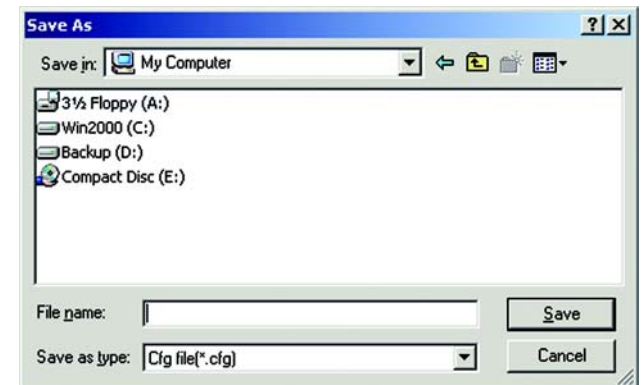 Save As
Save in: My Computer
3½ Floppy (A:)
Win2000 (C:)
Backup (D:)
Compact Disc (E:)
File name: Save
Save as type: Cfg file(*.cfg) Cancel